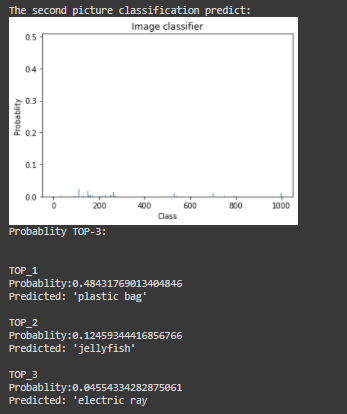 The second picture classification predict:
Image classifier
0.5
0.4
0.3
0.2
0.1
0.0
Probablity
0 200 400 600 800 1000
Class
Probablity TOP-3:
TOP_1
Probablity:0.48431769013404846
Predicted: 'plastic bag'
TOP_2
Probablity:0.12459344416856766
Predicted: 'jellyfish'
TOP_3
Probablity:0.04554334282875061
Predicted: 'electric ray